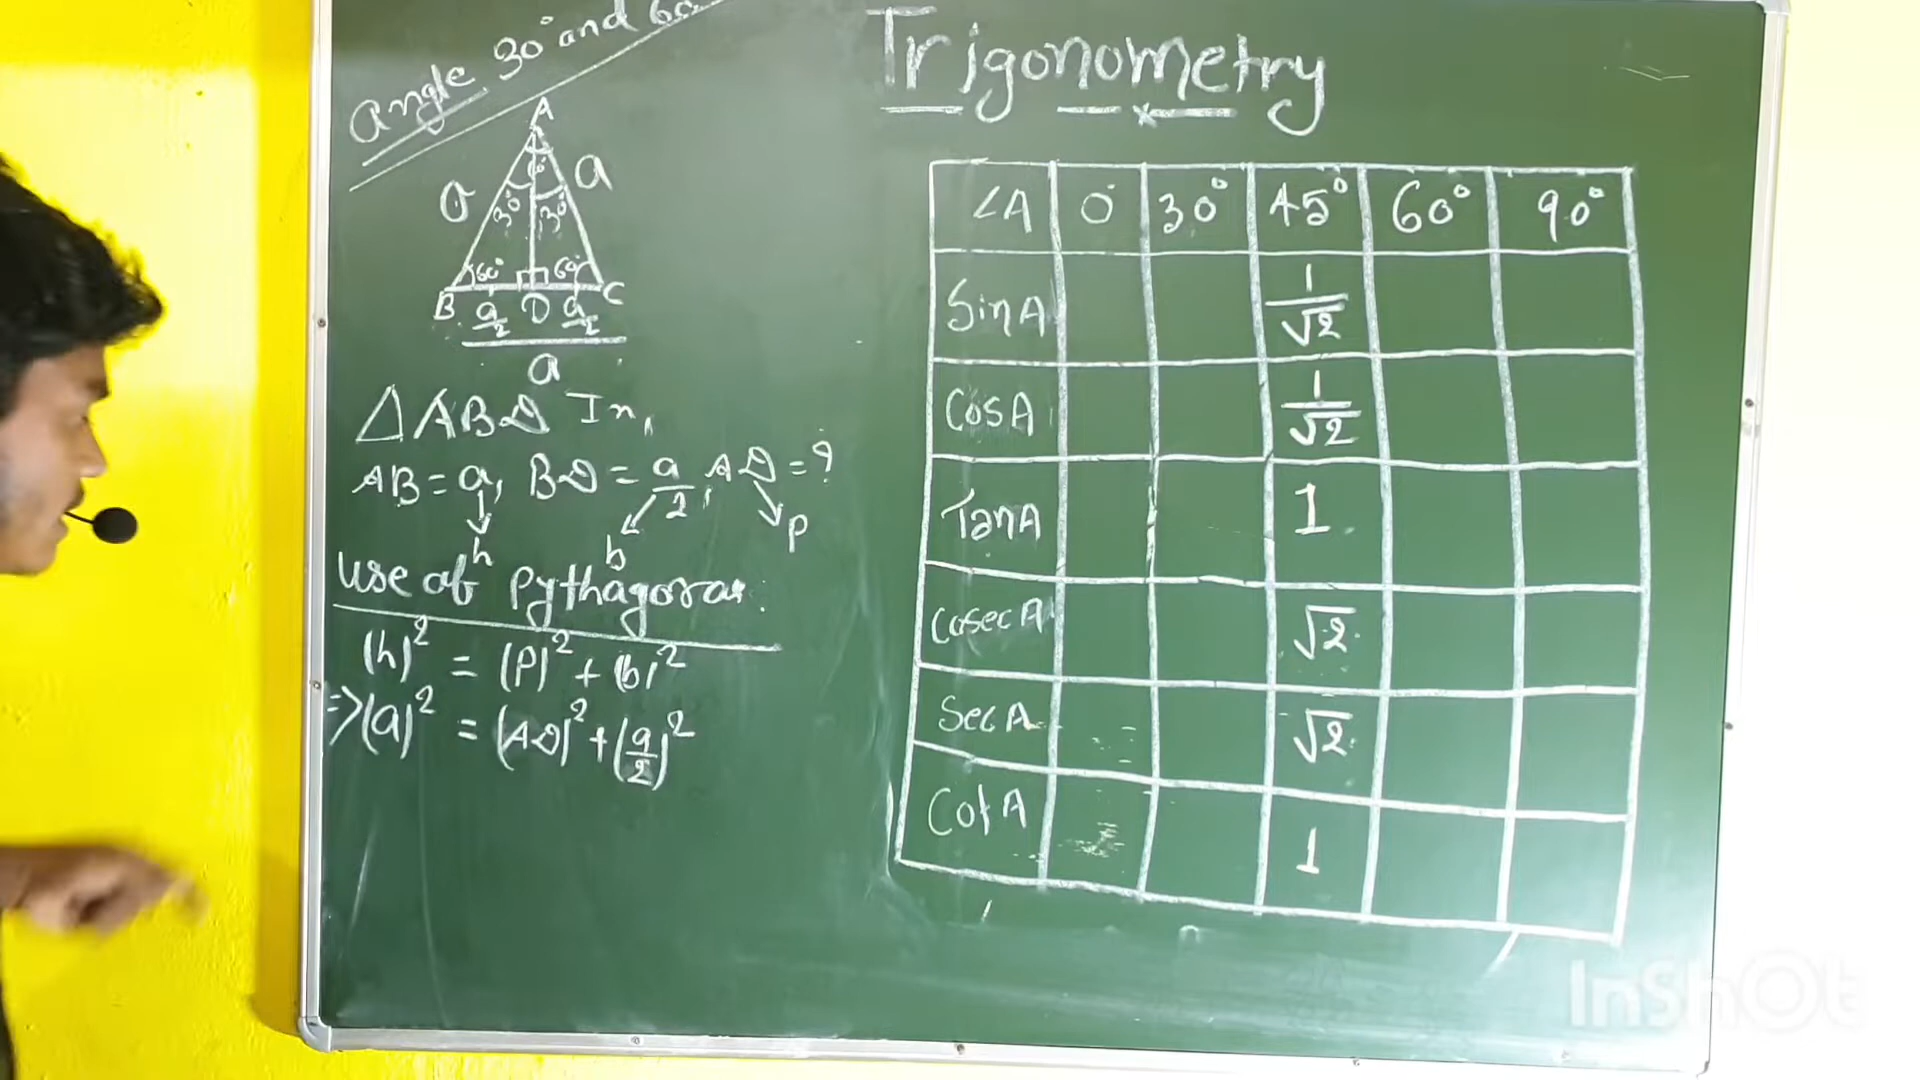 Angle 30° and 60
Trigonometry
A
a a
60°
30° 30°
60° 60°
B D C
a/2 a/2
a
△ABD In,
AB = a, BD = a/2, AD = ?
h b p
use of pythagoras:
(h)² = (P)² + (b)²
=> (a)² = (AD)² + (a/2)²
∠A 0° 30° 45° 60° 90°
SinA 1/√2
CosA 1/√2
TanA 1
CosecA √2
SecA √2
CotA 1
InShOt